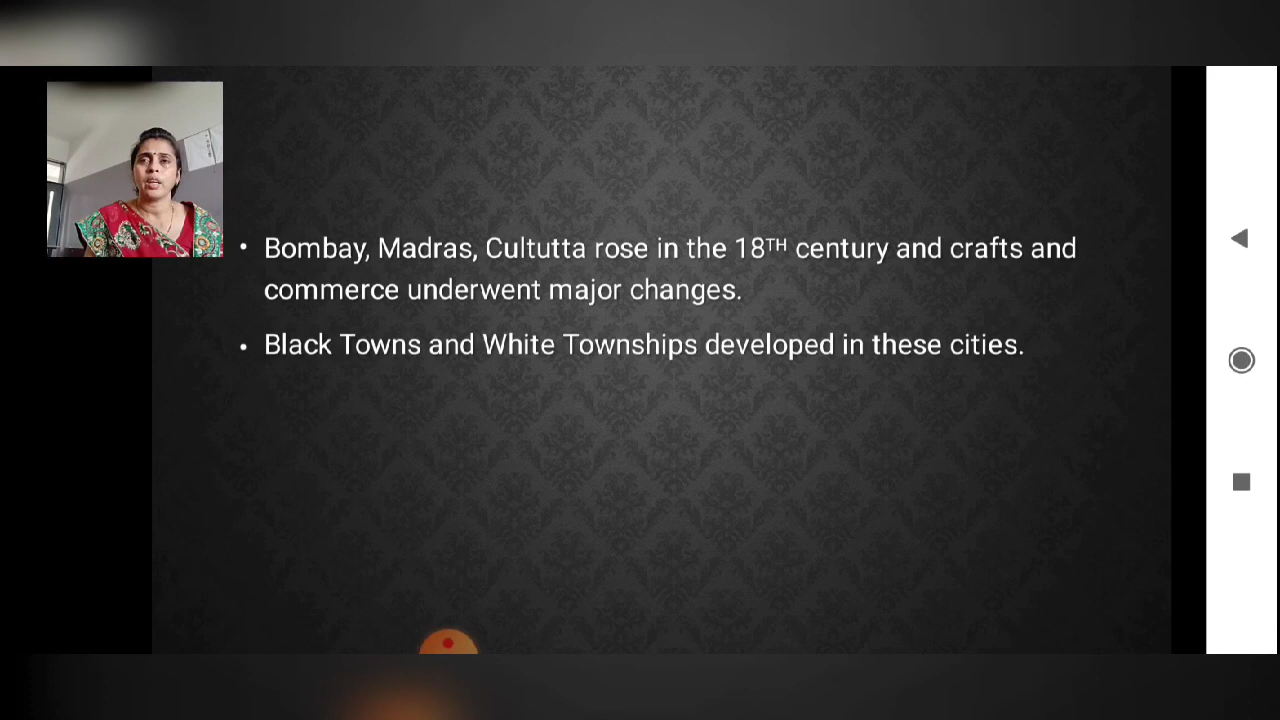 • Bombay, Madras, Cultutta rose in the 18TH century and crafts and
commerce underwent major changes.
• Black Towns and White Townships developed in these cities.